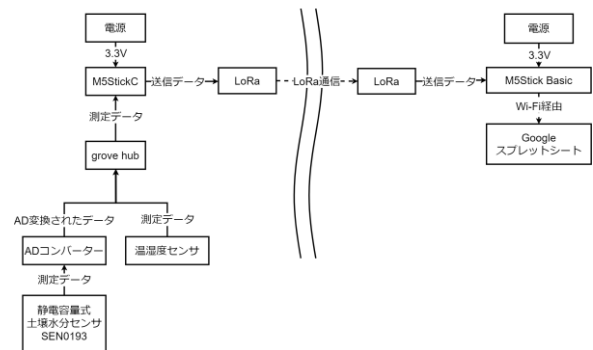 電源
3.3V
M5StickC
送信データ
LoRa
LoRa通信
LoRa
送信データ
電源
3.3V
M5Stick Basic
Wi-Fi経由
Google
スプレットシート
測定データ
grove hub
AD変換されたデータ
測定データ
ADコンバーター
温湿度センサ
測定データ
静電容量式
土壌水分センサ
SEN0193